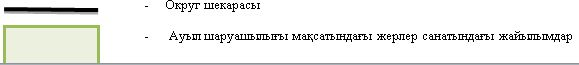 - Округ шекарасы
- Ауыл шаруашылығы мақсатындағы жерлер санатындағы жайылымдар